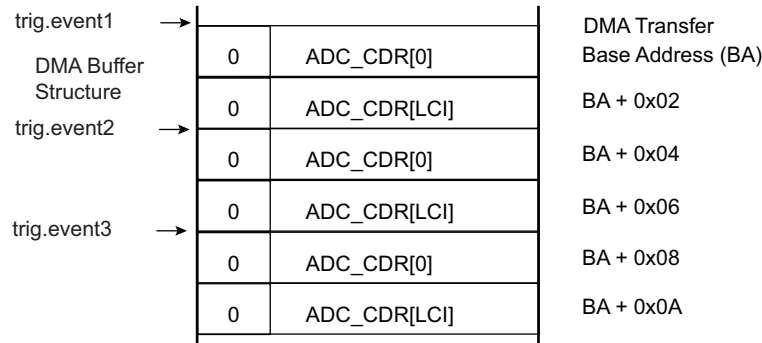 trig.event1
DMA Transfer
Base Address (BA)
DMA Buffer
Structure
0 ADC_CDR[0]
0 ADC_CDR[LCI] BA + 0x02
trig.event2
0 ADC_CDR[0] BA + 0x04
0 ADC_CDR[LCI] BA + 0x06
trig.event3
0 ADC_CDR[0] BA + 0x08
0 ADC_CDR[LCI] BA + 0x0A